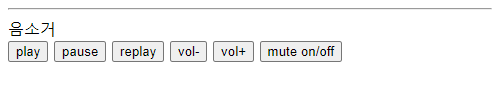 음소거
play pause replay vol- vol+ mute on/off